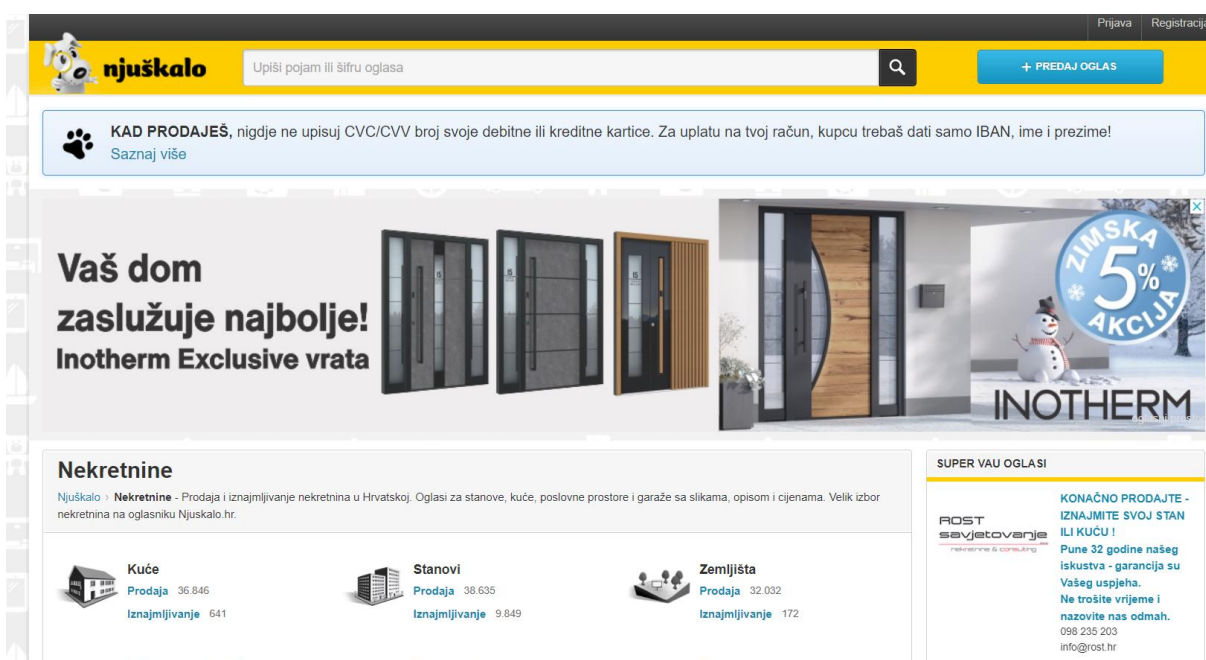 Prijava Registracija
njuškalo
Upiši pojam ili šifru oglasa
+ PREDAJ OGLAS
KAD PRODAJEŠ, nigdje ne upisuj CVC/CVV broj svoje debitne ili kreditne kartice. Za uplatu na tvoj račun, kupcu trebaš dati samo IBAN, ime i prezime!
Saznaj više
Vaš dom
zaslužuje najbolje!
Inotherm Exclusive vrata
15
15
15
ZIMSKA
5%
AKCIJA
INOTHERM
Nekretnine
Njuškalo › Nekretnine - Prodaja i iznajmljivanje nekretnina u Hrvatskoj. Oglasi za stanove, kuće, poslovne prostore i garaže sa slikama, opisom i cijenama. Velik izbor
nekretnina na oglasniku Njuskalo.hr.
Kuće
Prodaja 36.846
Iznajmljivanje 641
Stanovi
Prodaja 38.635
Iznajmljivanje 9.849
Zemljišta
Prodaja 32.032
Iznajmljivanje 172
SUPER VAU OGLASI
ROST
savjetovanje
nekretnine & consulting
KONAČNO PRODAJTE -
IZNAJMITE SVOJ STAN
ILI KUĆU !
Pune 32 godine našeg
iskustva - garancija su
Vašeg uspjeha.
Ne trošite vrijeme i
nazovite nas odmah.
098 235 203
info@rost.hr